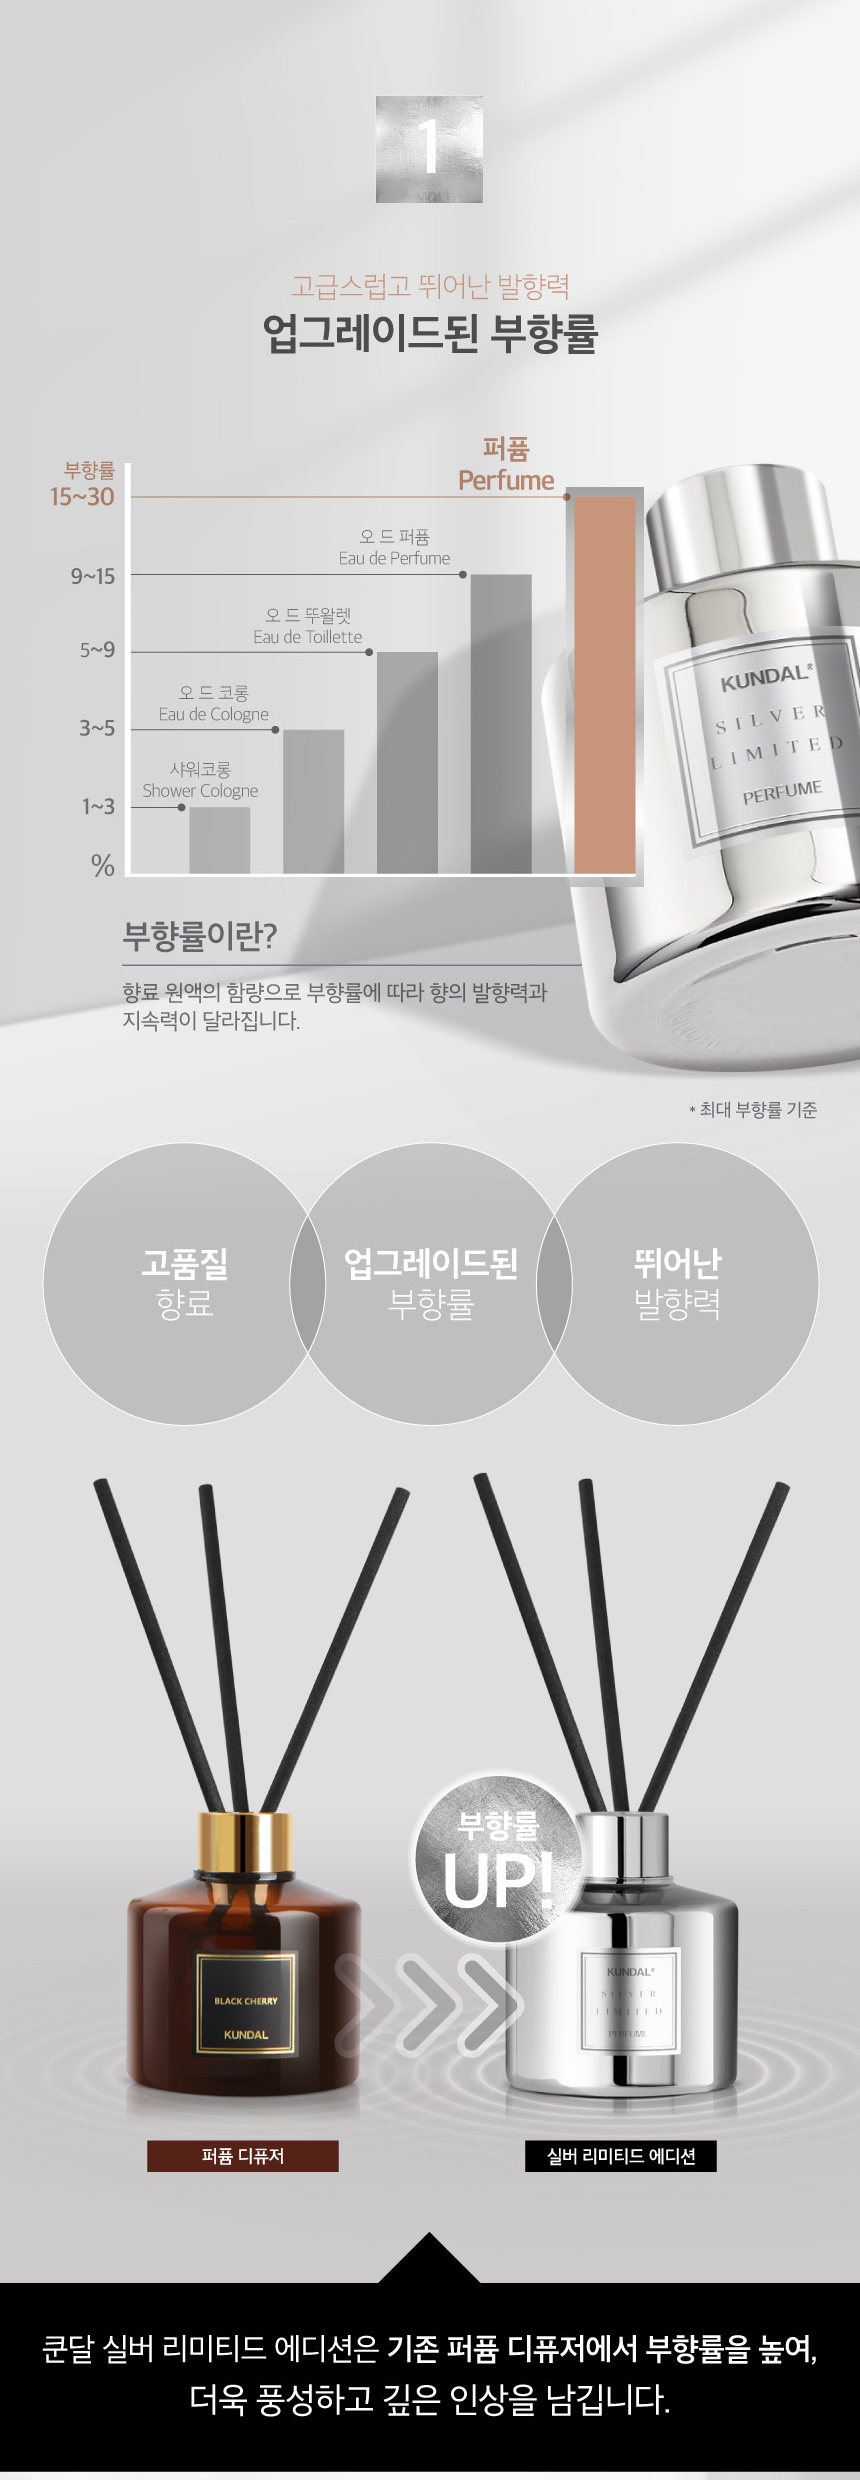 1
고급스럽고 뛰어난 발향력
업그레이드된 부향률
퍼퓸
Perfume
부향률
15~30
오 드 퍼퓸
Eau de Perfume
9~15
오 드 뚜왈렛
Eau de Toillette
5~9
오 드 코롱
Eau de Cologne
3~5
샤워코롱
Shower Cologne
1~3
%
KUNDAL®
SILVER
LIMITED
PERFUME
부향률이란?
향료 원액의 함량으로 부향률에 따라 향의 발향력과
지속력이 달라집니다.
* 최대 부향률 기준
고품질
향료
업그레이드된
부향률
뛰어난
발향력
부향률
UP!
BLACK CHERRY
KUNDAL
KUNDAL®
SILVER
LIMITED
PERFUME
퍼퓸 디퓨저
실버 리미티드 에디션
쿤달 실버 리미티드 에디션은 기존 퍼퓸 디퓨저에서 부향률을 높여,
더욱 풍성하고 깊은 인상을 남깁니다.